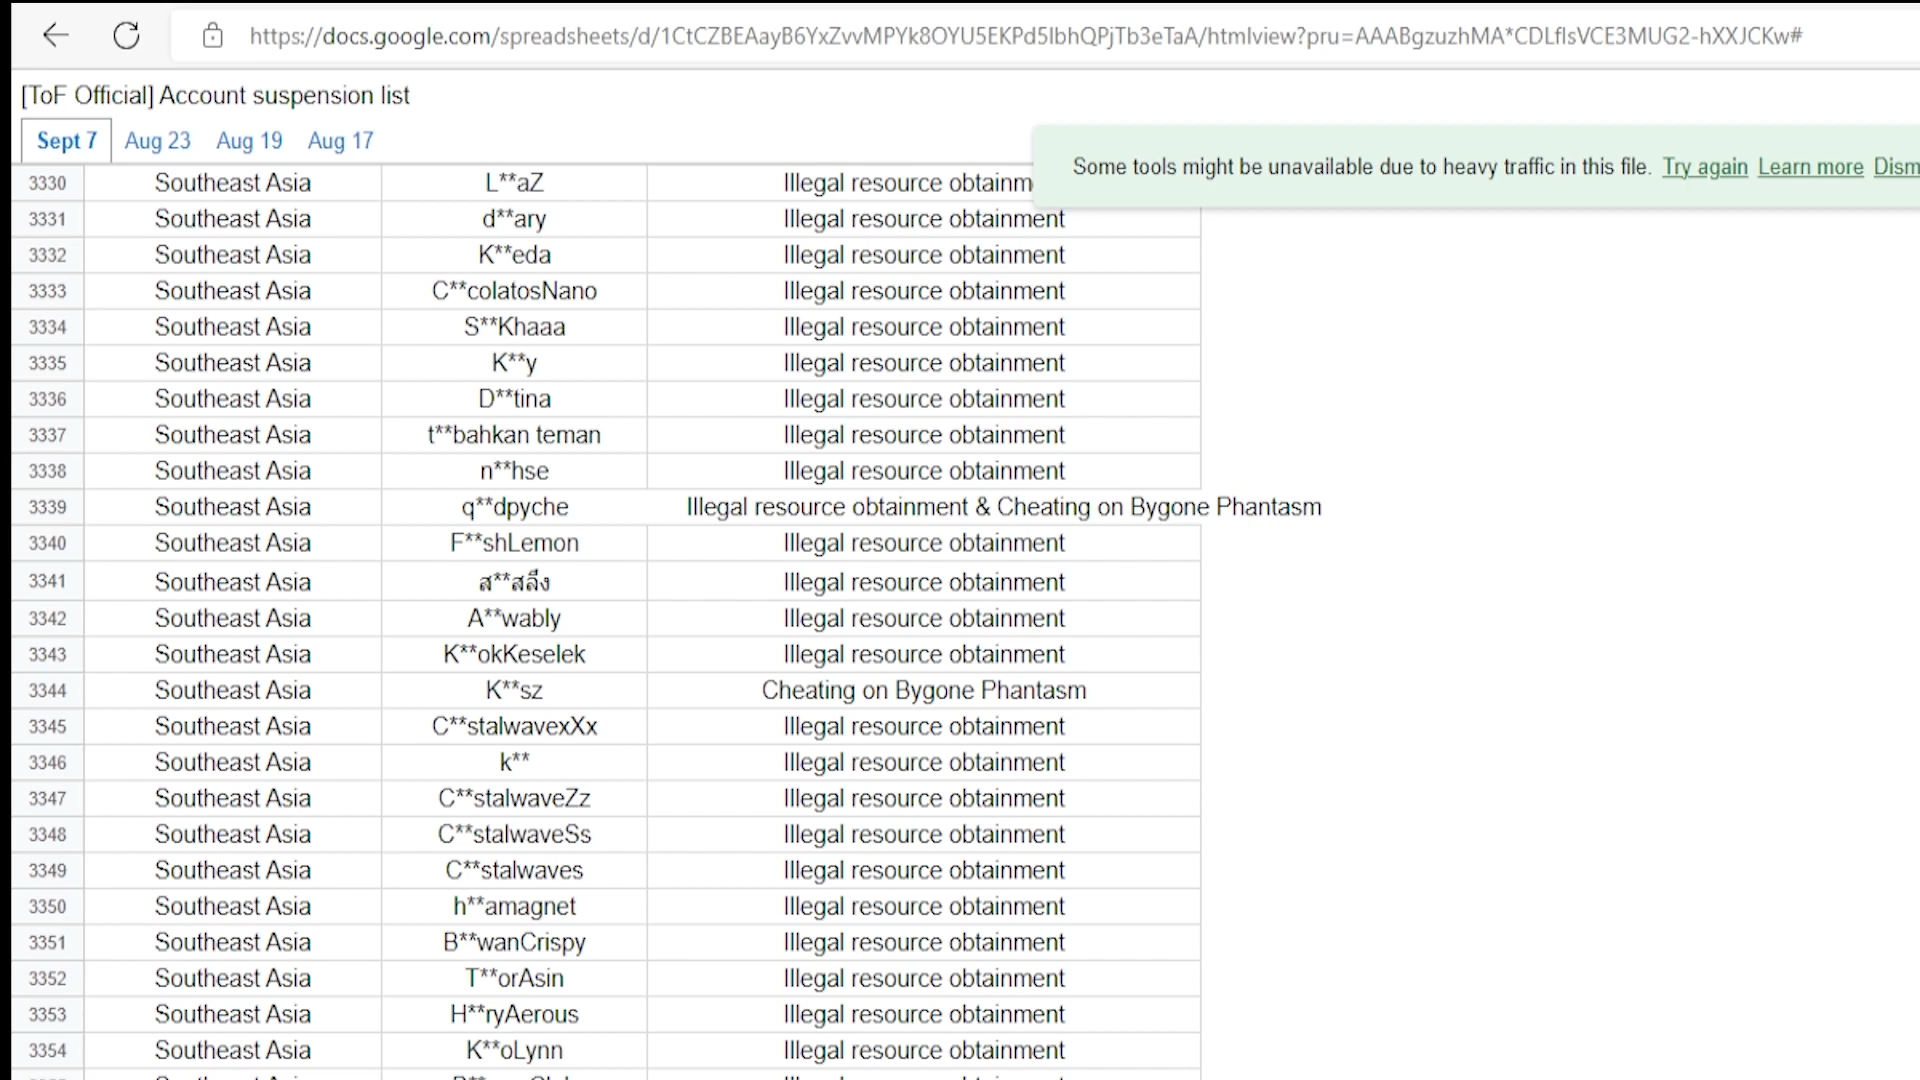 https://docs.google.com/spreadsheets/d/1CtCZBEAayB6YxZvvMPYk8OYU5EKPd5IbhQPjTb3eTaA/htmlview?pru=AAABgzuzhMA*CDLfIsVCE3MUG2-hXXJCKw#
[ToF Official] Account suspension list
Sept 7 Aug 23 Aug 19 Aug 17
Some tools might be unavailable due to heavy traffic in this file. Try again Learn more Dism
3330 Southeast Asia L**aZ Illegal resource obtainm
3331 Southeast Asia d**ary Illegal resource obtainment
3332 Southeast Asia K**eda Illegal resource obtainment
3333 Southeast Asia C**colatosNano Illegal resource obtainment
3334 Southeast Asia S**Khaaa Illegal resource obtainment
3335 Southeast Asia K**y Illegal resource obtainment
3336 Southeast Asia D**tina Illegal resource obtainment
3337 Southeast Asia t**bahkan teman Illegal resource obtainment
3338 Southeast Asia n**hse Illegal resource obtainment
3339 Southeast Asia q**dpyche Illegal resource obtainment & Cheating on Bygone Phantasm
3340 Southeast Asia F**shLemon Illegal resource obtainment
3341 Southeast Asia ส**สลึง Illegal resource obtainment
3342 Southeast Asia A**wably Illegal resource obtainment
3343 Southeast Asia K**okKeselek Illegal resource obtainment
3344 Southeast Asia K**sz Cheating on Bygone Phantasm
3345 Southeast Asia C**stalwavexXx Illegal resource obtainment
3346 Southeast Asia k** Illegal resource obtainment
3347 Southeast Asia C**stalwaveZz Illegal resource obtainment
3348 Southeast Asia C**stalwaveSs Illegal resource obtainment
3349 Southeast Asia C**stalwaves Illegal resource obtainment
3350 Southeast Asia h**amagnet Illegal resource obtainment
3351 Southeast Asia B**wanCrispy Illegal resource obtainment
3352 Southeast Asia T**orAsin Illegal resource obtainment
3353 Southeast Asia H**ryAerous Illegal resource obtainment
3354 Southeast Asia K**oLynn Illegal resource obtainment